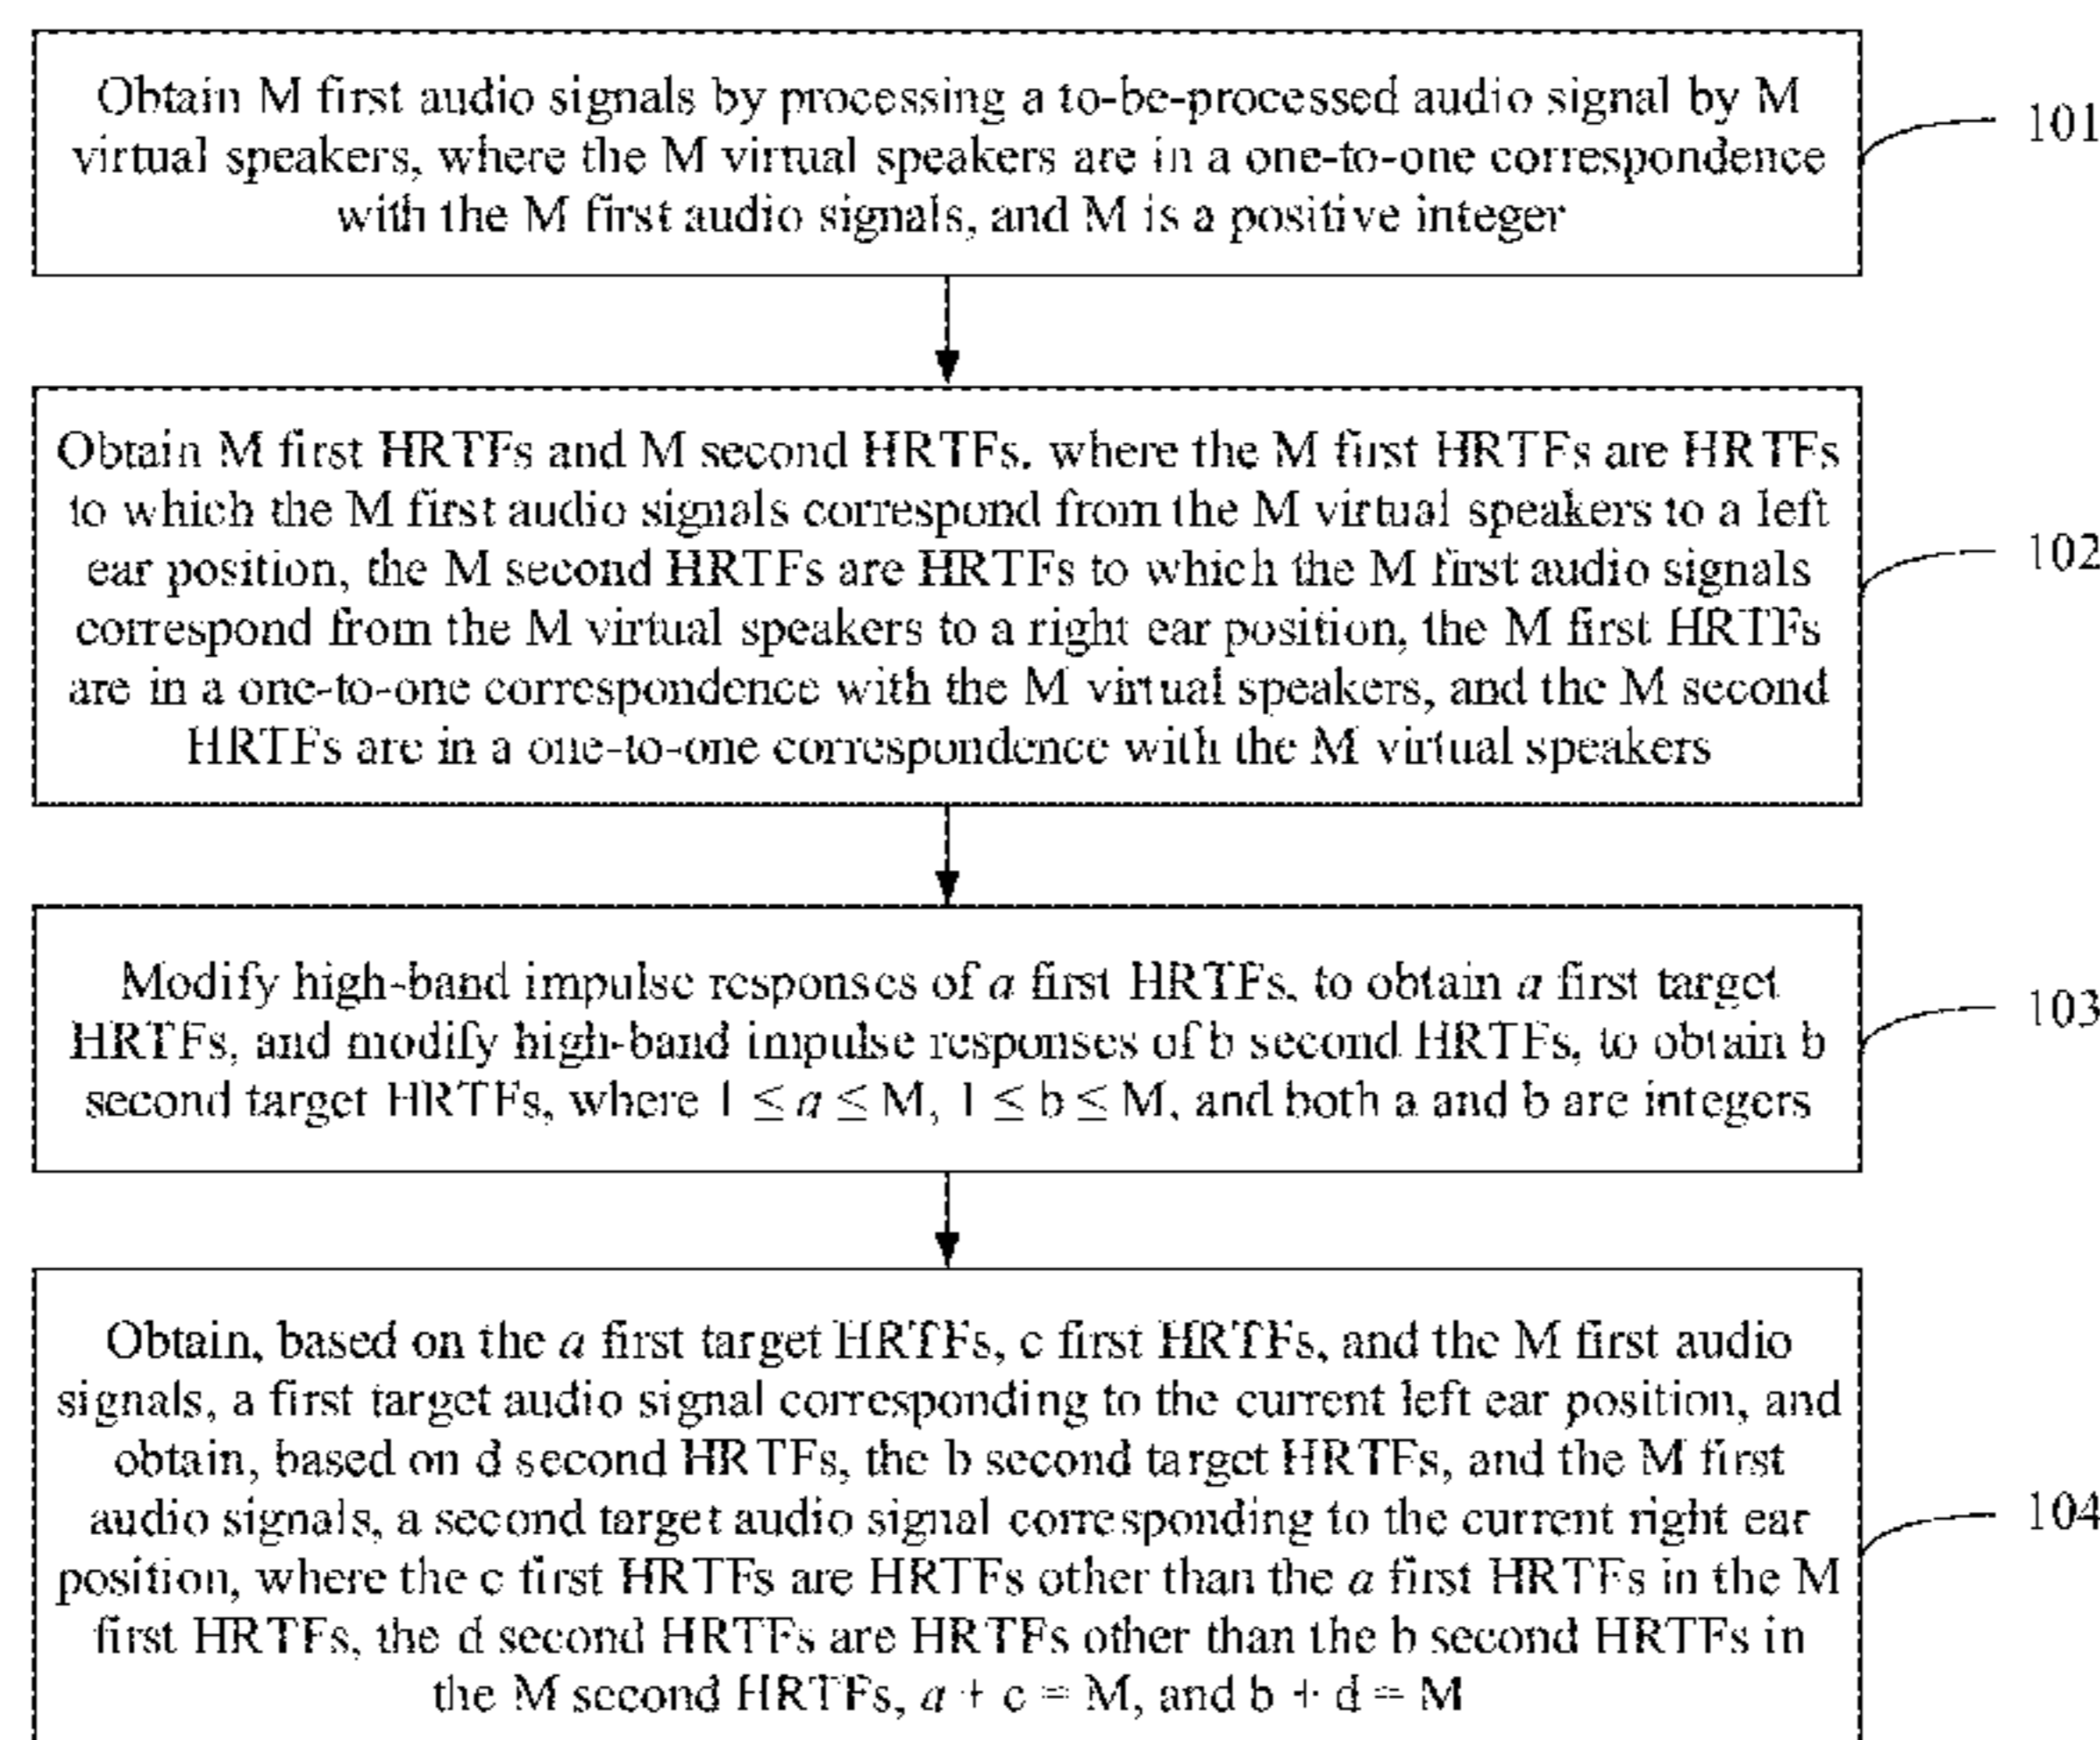 Obtain M first audio signals by processing a to-be-processed audio signal by M
virtual speakers, where the M virtual speakers are in a one-to-one correspondence
with the M first audio signals, and M is a positive integer
101
Obtain M first HRTFs and M second HRTFs, where the M first HRTFs are HRTFs
to which the M first audio signals correspond from the M virtual speakers to a left
ear position, the M second HRTFs are HRTFs to which the M first audio signals
correspond from the M virtual speakers to a right ear position, the M first HRTFs
are in a one-to-one correspondence with the M virtual speakers, and the M second
HRTFs are in a one-to-one correspondence with the M virtual speakers
102
Modify high-band impulse responses of a first HRTFs, to obtain a first target
HRTFs, and modify high-band impulse responses of b second HRTFs, to obtain b
second target HRTFs, where 1 ≤ a ≤ M, 1 ≤ b ≤ M, and both a and b are integers
103
Obtain, based on the a first target HRTFs, c first HRTFs, and the M first audio
signals, a first target audio signal corresponding to the current left ear position, and
obtain, based on d second HRTFs, the b second target HRTFs, and the M first
audio signals, a second target audio signal corresponding to the current right ear
position, where the c first HRTFs are HRTFs other than the a first HRTFs in the M
first HRTFs, the d second HRTFs are HRTFs other than the b second HRTFs in
the M second HRTFs, a + c = M, and b + d = M
104